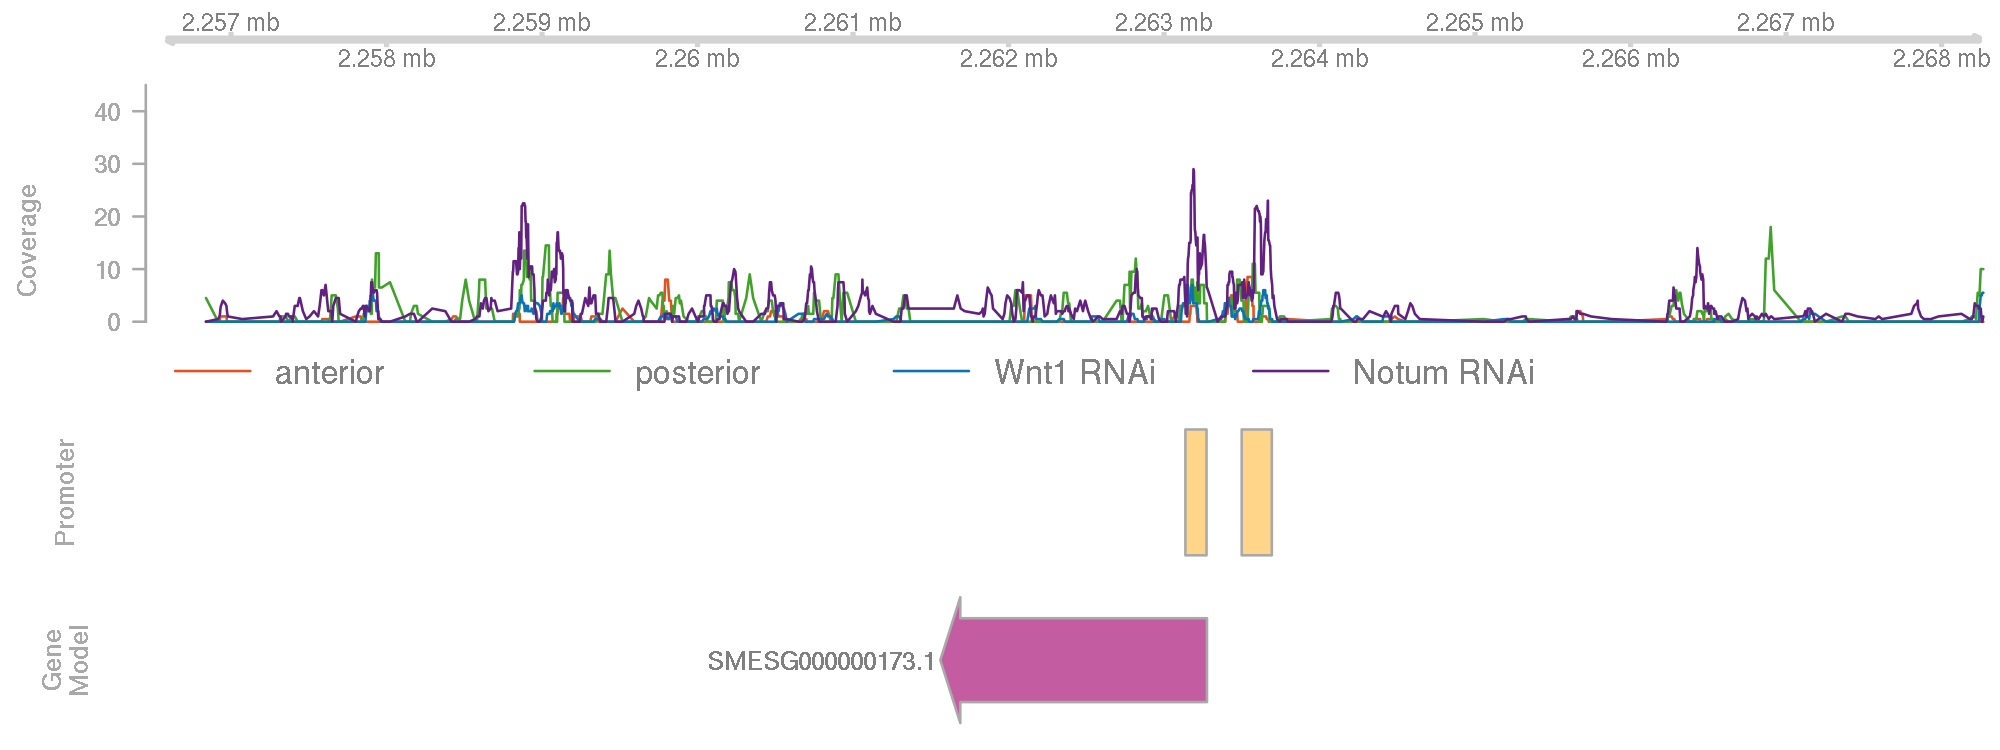 2.257 mb 2.259 mb 2.261 mb 2.263 mb 2.265 mb 2.267 mb
2.258 mb 2.26 mb 2.262 mb 2.264 mb 2.266 mb 2.268 mb
Coverage
40
30
20
10
0
anterior posterior Wnt1 RNAi Notum RNAi
Promoter
Gene
Model
SMESG000000173.1